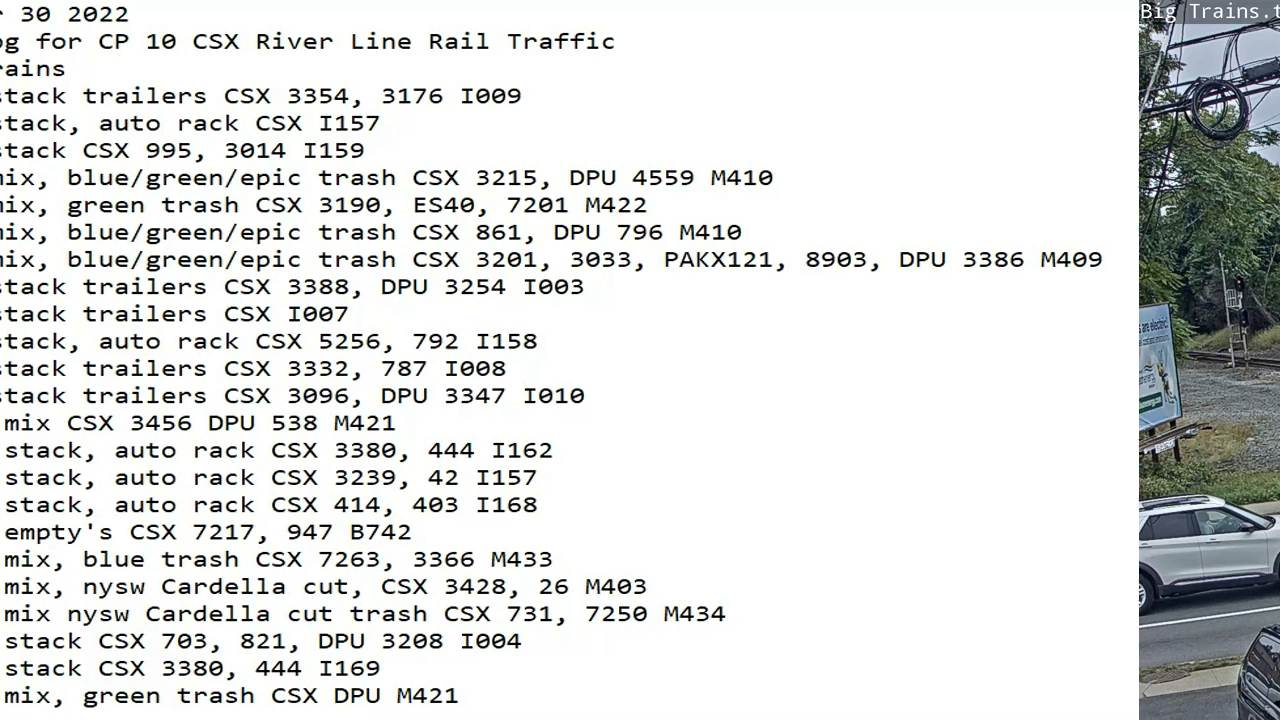 30 2022
for CP 10 CSX River Line Rail Traffic
stack trailers CSX 3354, 3176 I009
stack, auto rack CSX I157
stack CSX 995, 3014 I159
mix, blue/green/epic trash CSX 3215, DPU 4559 M410
mix, green trash CSX 3190, ES40, 7201 M422
mix, blue/green/epic trash CSX 861, DPU 796 M410
mix, blue/green/epic trash CSX 3201, 3033, PAKX121, 8903, DPU 3386 M409
stack trailers CSX 3388, DPU 3254 I003
stack trailers CSX I007
stack, auto rack CSX 5256, 792 I158
stack trailers CSX 3332, 787 I008
stack trailers CSX 3096, DPU 3347 I010
mix CSX 3456 DPU 538 M421
stack, auto rack CSX 3380, 444 I162
stack, auto rack CSX 3239, 42 I157
stack, auto rack CSX 414, 403 I168
empty's CSX 7217, 947 B742
mix, blue trash CSX 7263, 3366 M433
mix, nysw Cardella cut, CSX 3428, 26 M403
mix nysw Cardella cut trash CSX 731, 7250 M434
stack CSX 703, 821, DPU 3208 I004
stack CSX 3380, 444 I169
mix, green trash CSX DPU M421
Big Trains.t
are electric!